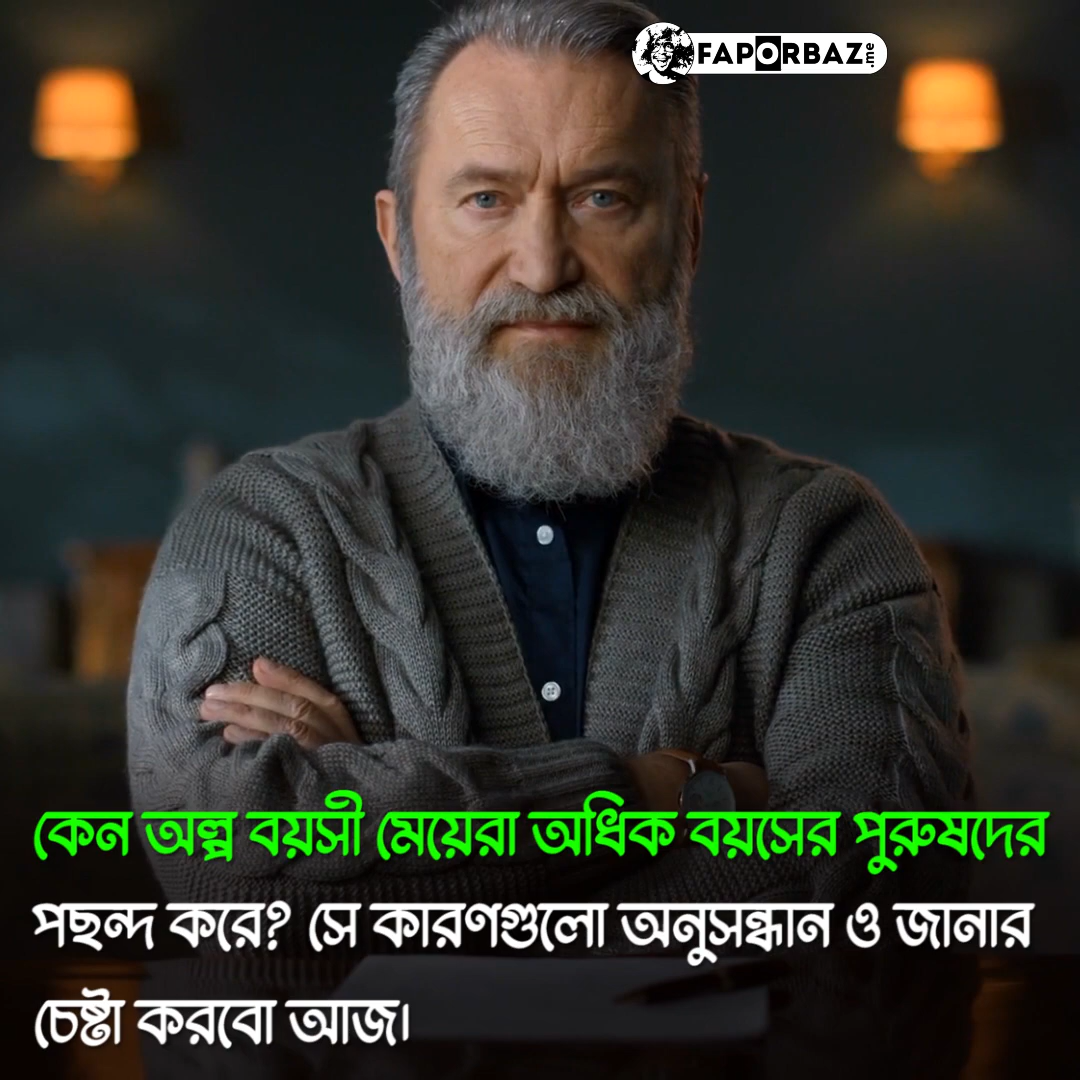 FAPORBAZ.me
কেন অল্প বয়সী মেয়েরা অধিক বয়সের পুরুষদের
পছন্দ করে? সে কারণগুলো অনুসন্ধান ও জানার
চেষ্টা করবো আজ।